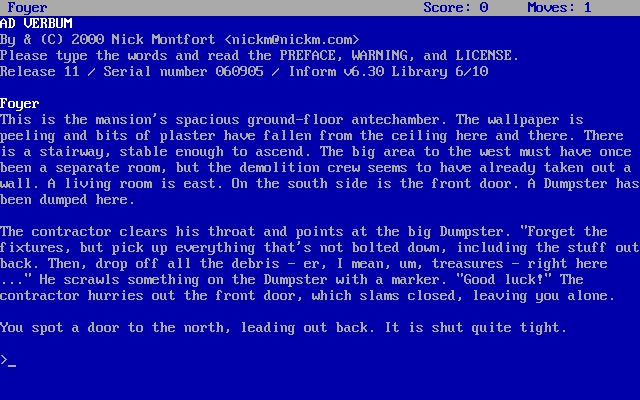 Foyer Score: 0 Moves: 1
AD VERBUM
By & (C) 2000 Nick Montfort <nickm@nickm.com>
Please type the words and read the PREFACE, WARNING, and LICENSE.
Release 11 / Serial number 060905 / Inform v6.30 Library 6/10
Foyer
This is the mansion's spacious ground-floor antechamber. The wallpaper is
peeling and bits of plaster have fallen from the ceiling here and there. There
is a stairway, stable enough to ascend. The big area to the west must have once
been a separate room, but the demolition crew seems to have already taken out a
wall. A living room is east. On the south side is the front door. A Dumpster has
been dumped here.
The contractor clears his throat and points at the big Dumpster. "Forget the
fixtures, but pick up everything that's not bolted down, including the stuff out
back. Then, drop off all the debris - er, I mean, um, treasures - right here
..." He scrawls something on the Dumpster with a marker. "Good luck!" The
contractor hurries out the front door, which slams closed, leaving you alone.
You spot a door to the north, leading out back. It is shut quite tight.
>_